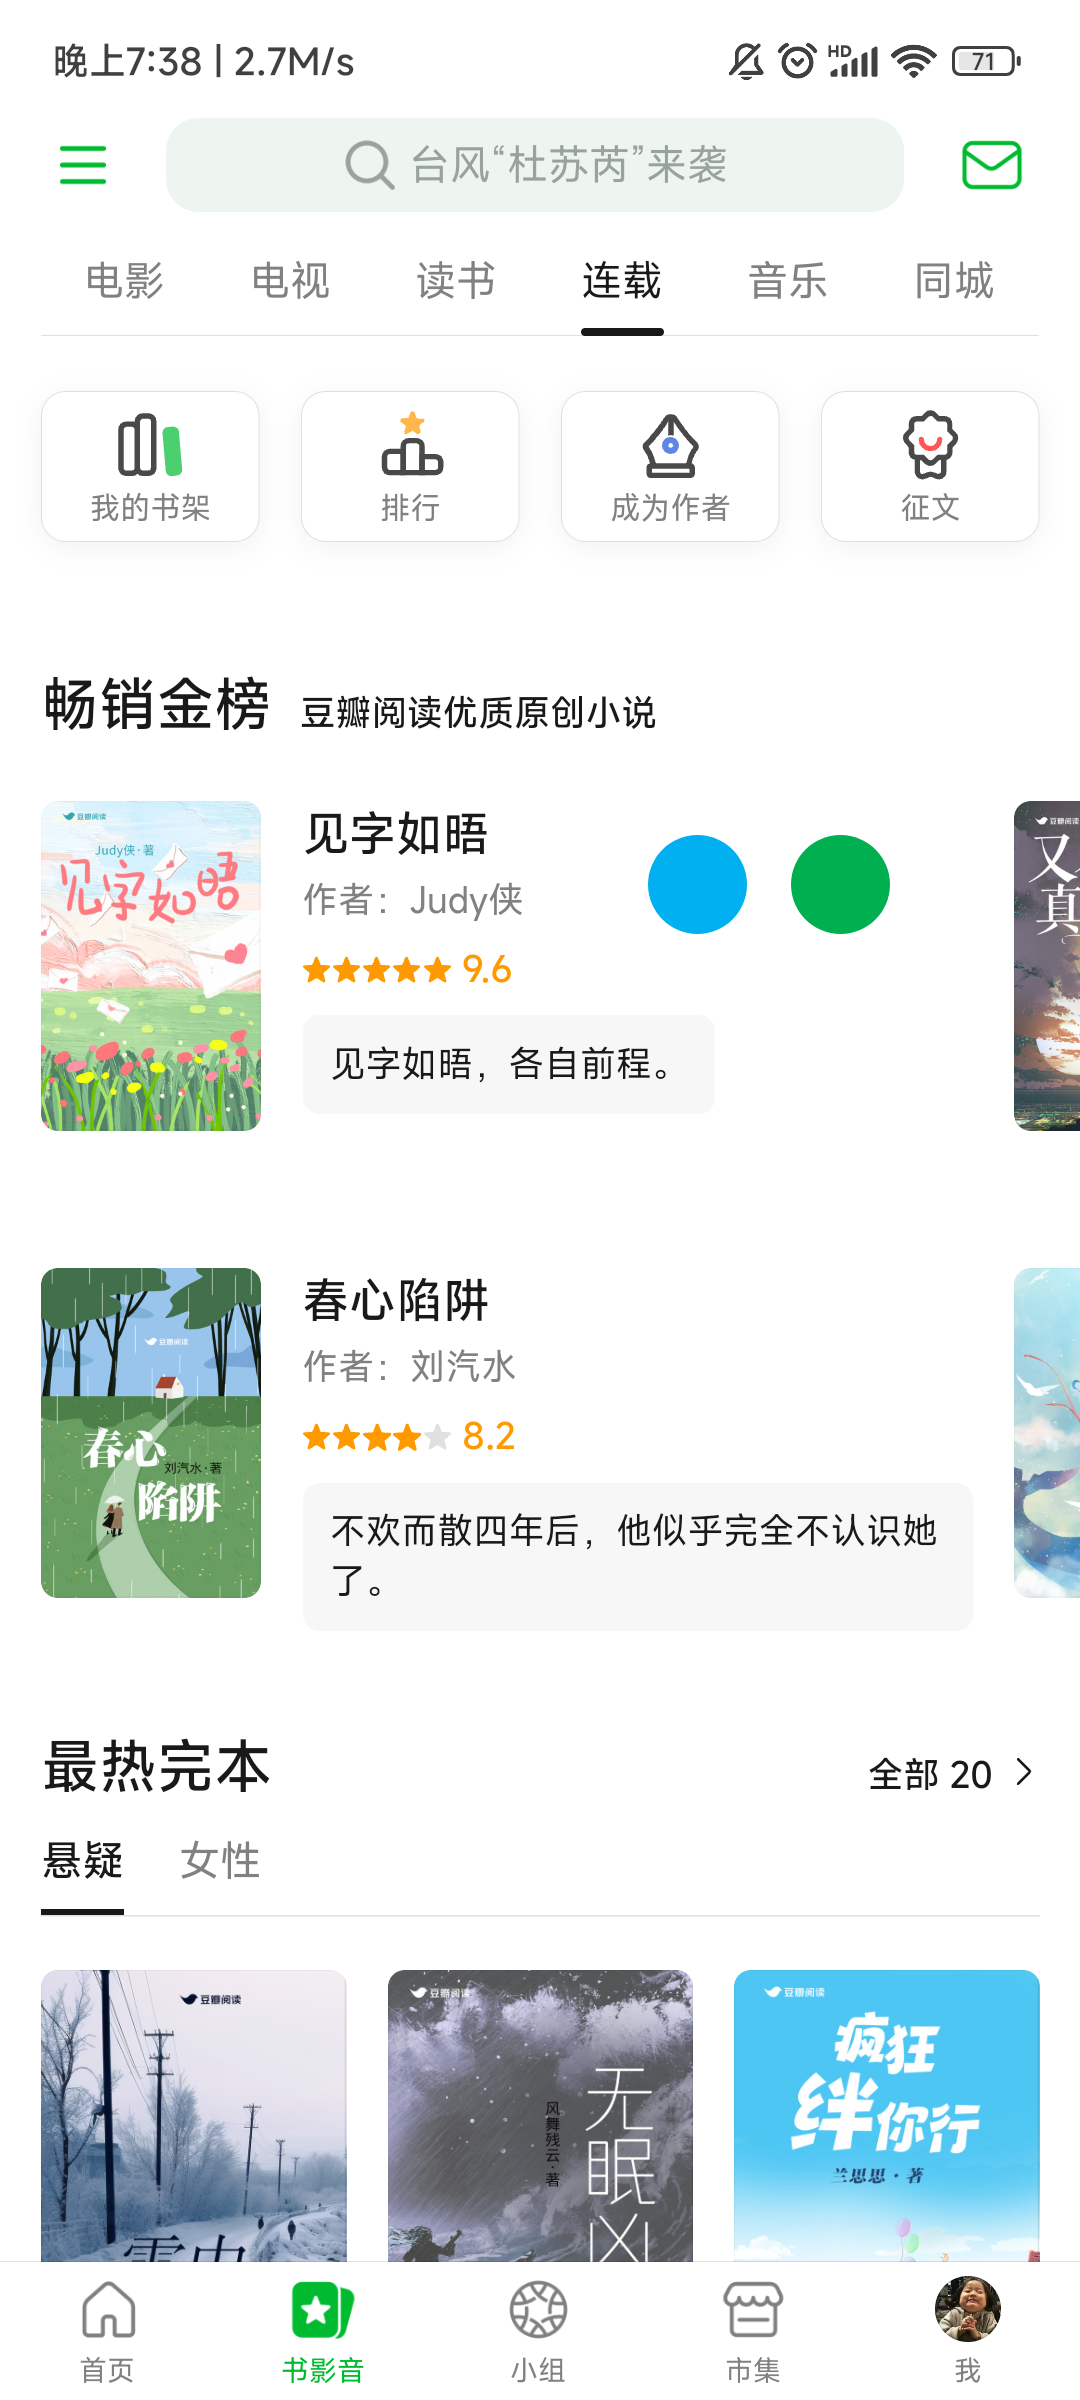 晚上7:38 | 2.7M/s
HD
71
台风“杜苏芮”来袭
电影 电视 读书 连载 音乐 同城
我的书架 排行 成为作者 征文
畅销金榜 豆瓣阅读优质原创小说
豆瓣阅读
Judy侠·著
见字如晤
见字如晤
作者：Judy侠
9.6
见字如晤，各自前程。
又
真
豆瓣阅读
春心
刘汽水·著
陷阱
春心陷阱
作者：刘汽水
8.2
不欢而散四年后，他似乎完全不认识她
了。
最热完本
全部 20
悬疑 女性
豆瓣阅读
豆瓣阅读
无眠凶
风舞残云·著
豆瓣阅读
疯狂
绊你行
兰思思·著
首页 书影音 小组 市集 我